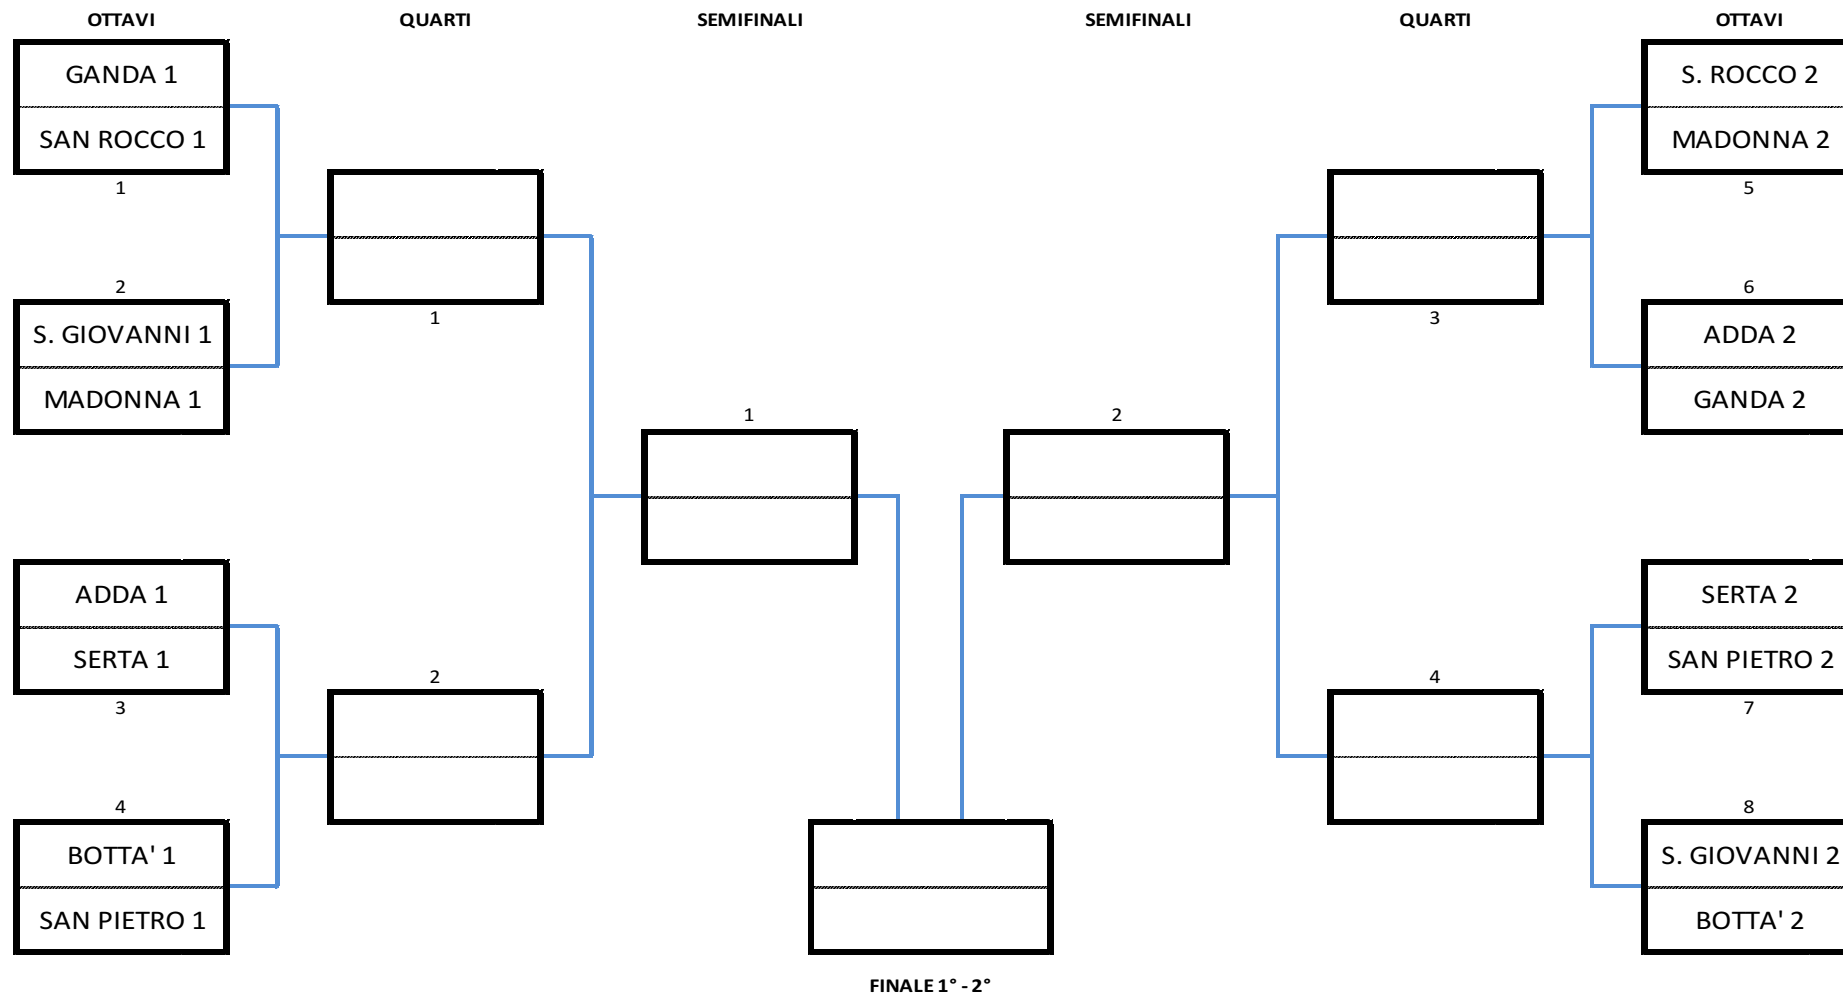 OTTAVI
QUARTI
SEMIFINALI
SEMIFINALI
QUARTI
OTTAVI
GANDA 1
SAN ROCCO 1
1
2
S. GIOVANNI 1
MADONNA 1
ADDA 1
SERTA 1
3
4
BOTTA' 1
SAN PIETRO 1
1
2
1
2
3
4
S. ROCCO 2
MADONNA 2
5
6
ADDA 2
GANDA 2
SERTA 2
SAN PIETRO 2
7
8
S. GIOVANNI 2
BOTTA' 2
FINALE 1° - 2°